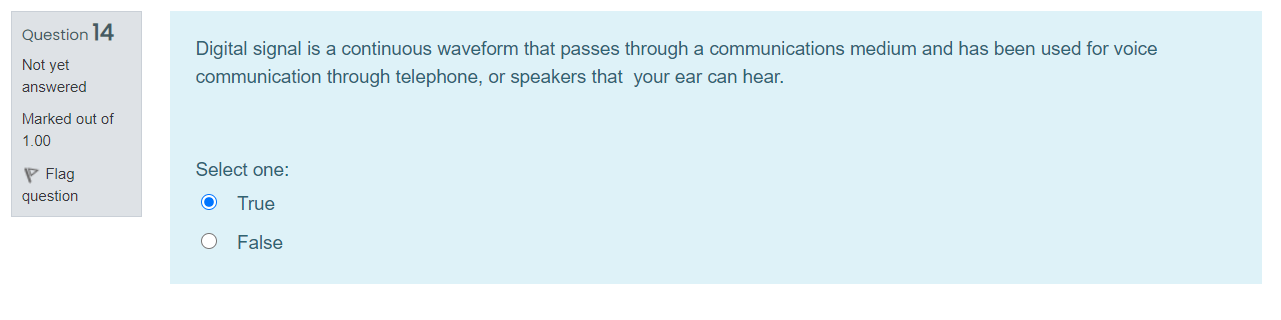 Question 14
Not yet
answered
Marked out of
1.00
Flag
question
Digital signal is a continuous waveform that passes through a communications medium and has been used for voice
communication through telephone, or speakers that  your ear can hear.
Select one:
True
False